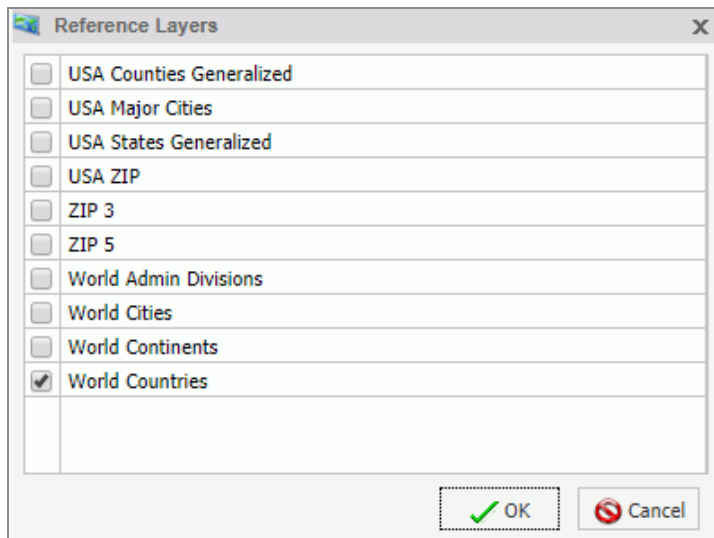 Reference Layers
USA Counties Generalized
USA Major Cities
USA States Generalized
USA ZIP
ZIP 3
ZIP 5
World Admin Divisions
World Cities
World Continents
World Countries
OK Cancel